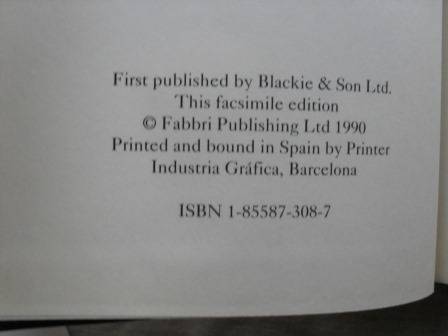 First published by Blackie & Son Ltd.
This facsimile edition
© Fabbri Publishing Ltd 1990
Printed and bound in Spain by Printer
Industria Gráfica, Barcelona
ISBN 1-85587-308-7